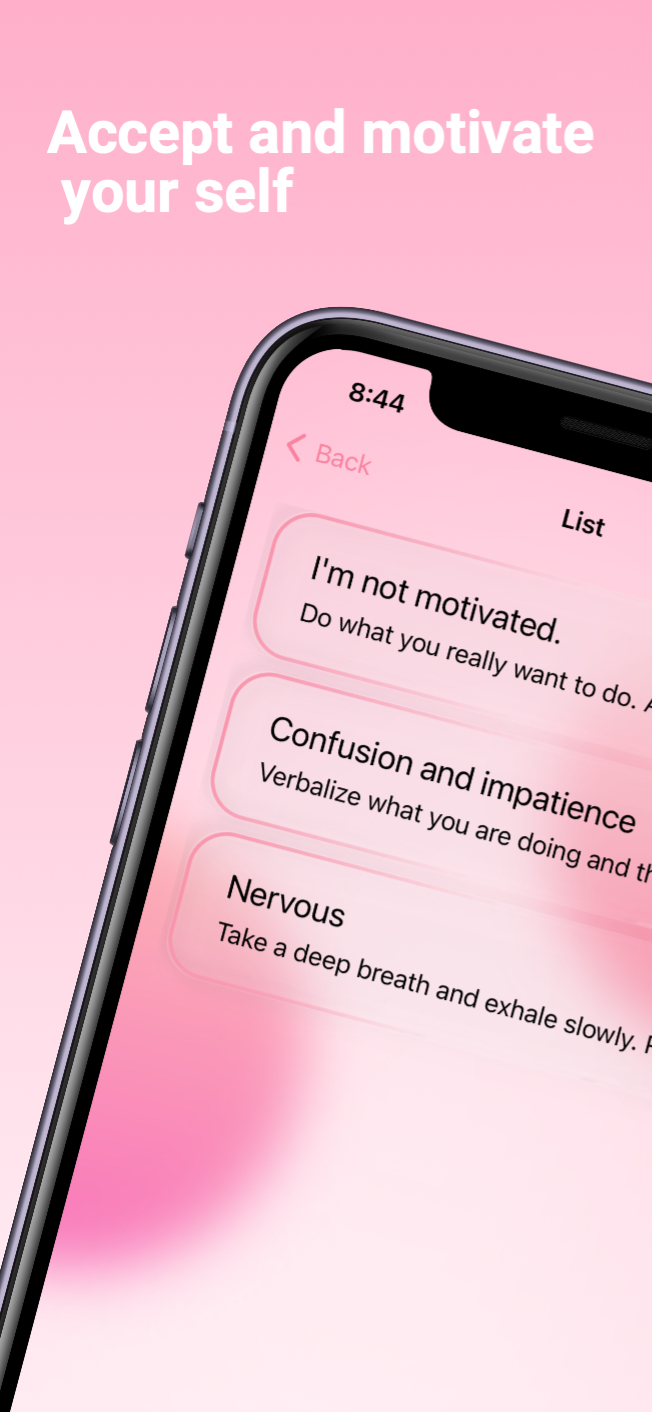 Accept and motivate
your self
8:44
Back
List
I'm not motivated.
Do what you really want to do.
Confusion and impatience
Verbalize what you are doing and
Nervous
Take a deep breath and exhale slowly.